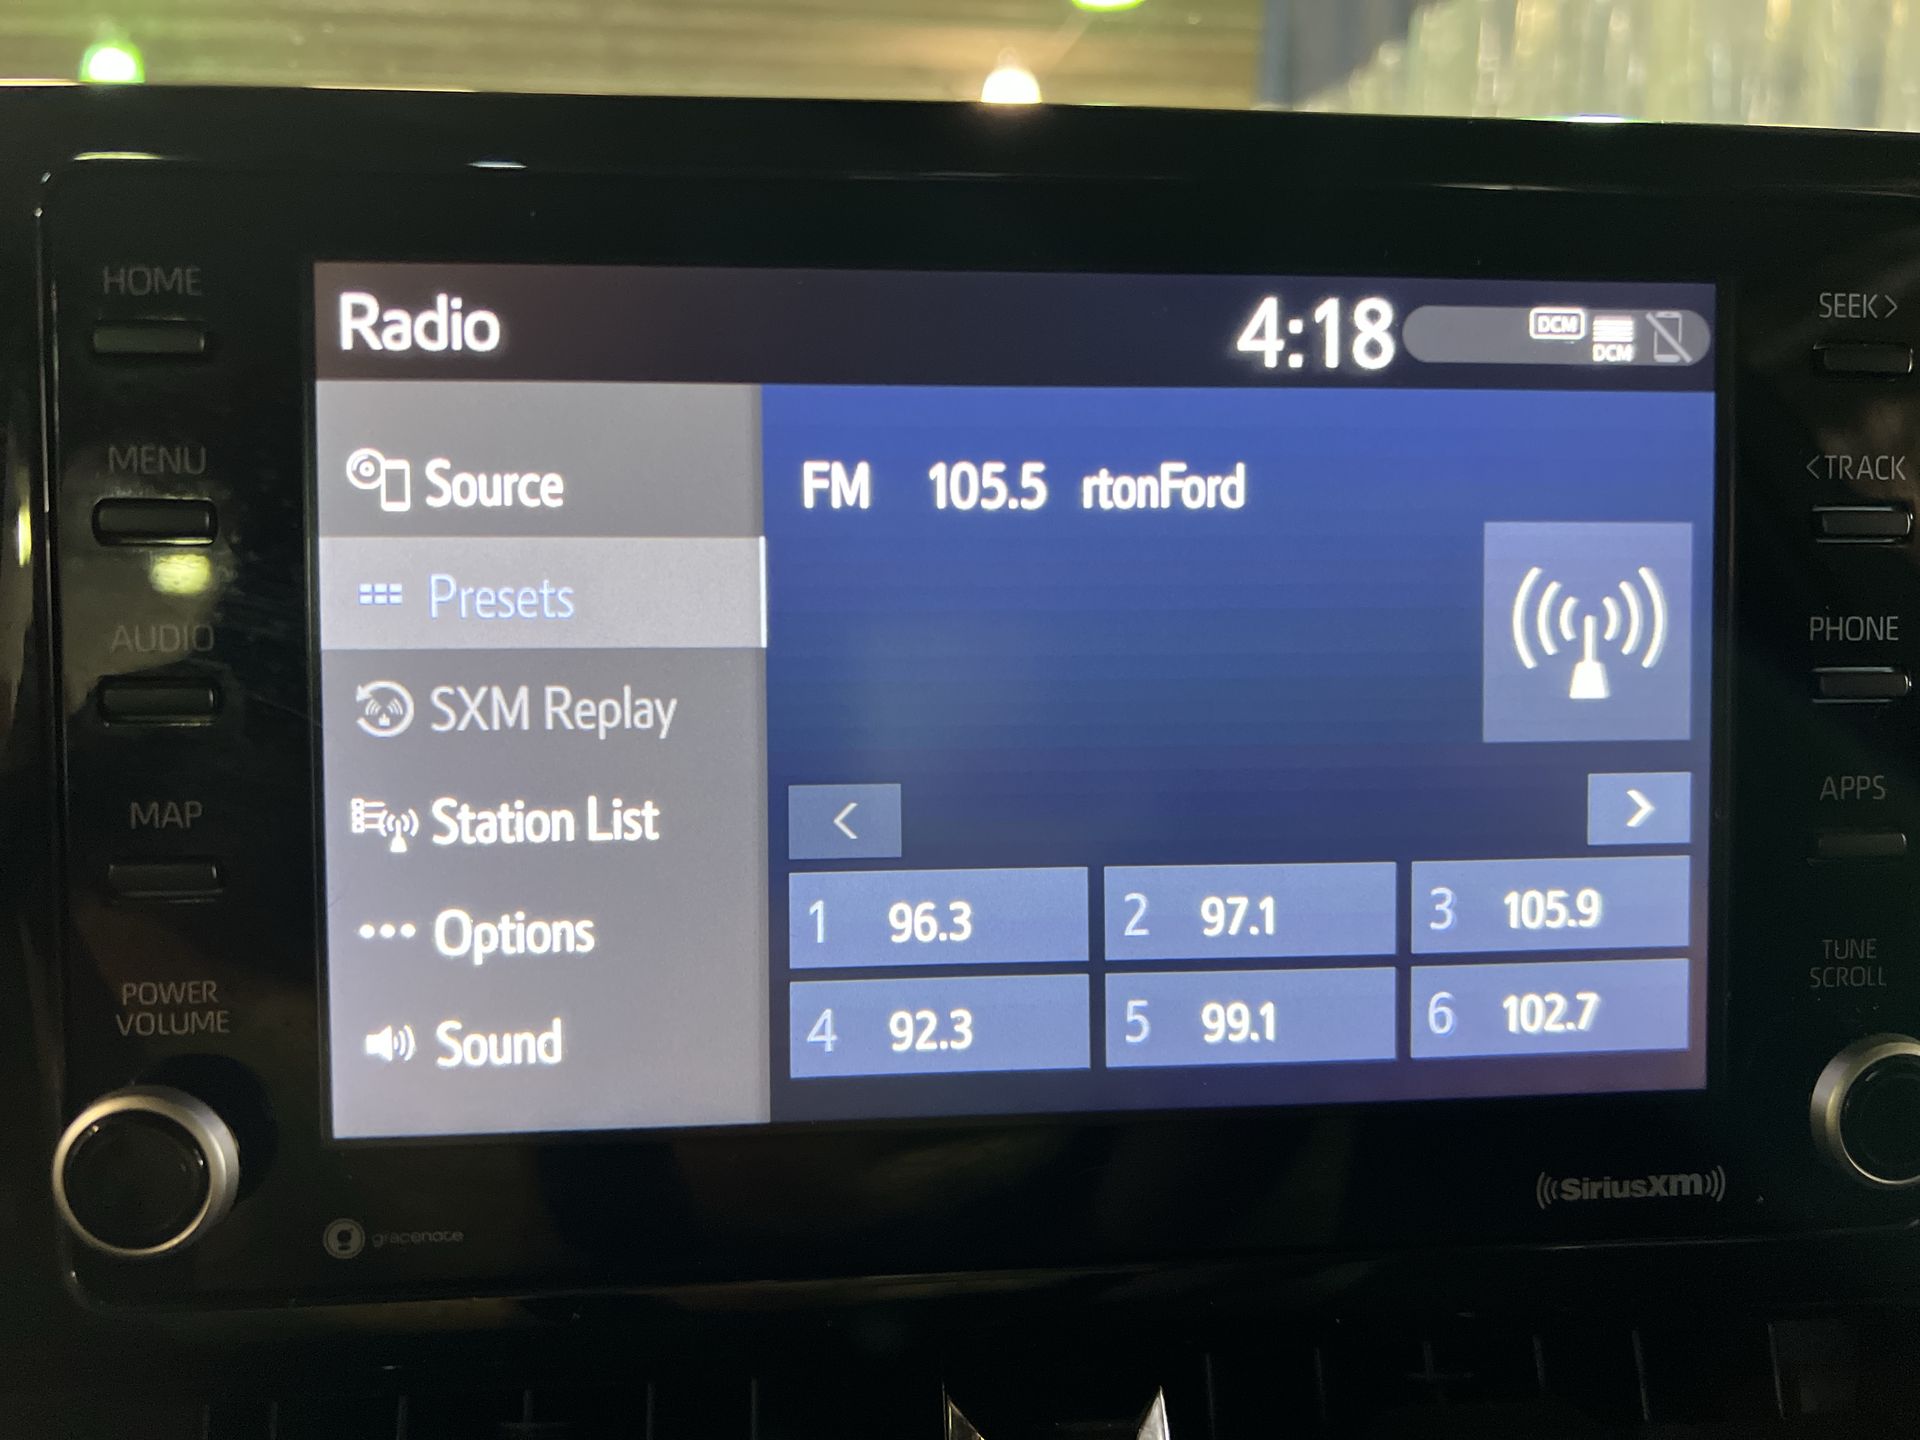 HOME
MENU
AUDIO
MAP
POWER
VOLUME
Radio
4:18
DCM
DCM
Source
Presets
SXM Replay
Station List
Options
Sound
FM 105.5 rtonFord
<
>
1 96.3
2 97.1
3 105.9
4 92.3
5 99.1
6 102.7
SEEK>
<TRACK
PHONE
APPS
TUNE
SCROLL
gracenote
SiriusXM